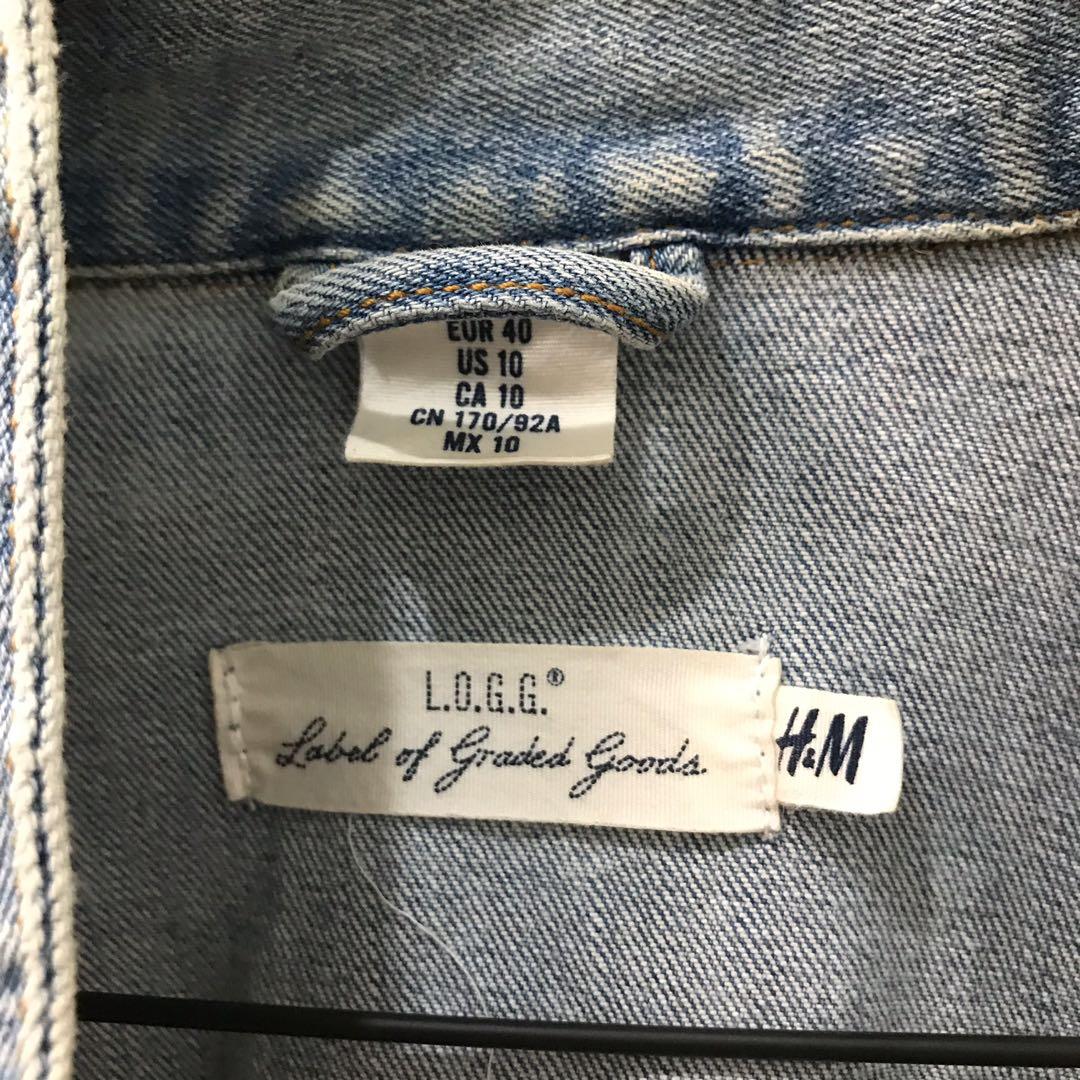 EUR 40
US 10
CA 10
CN 170/92A
MX 10
L.O.G.G.®
Label of Graded Goods.
H&M